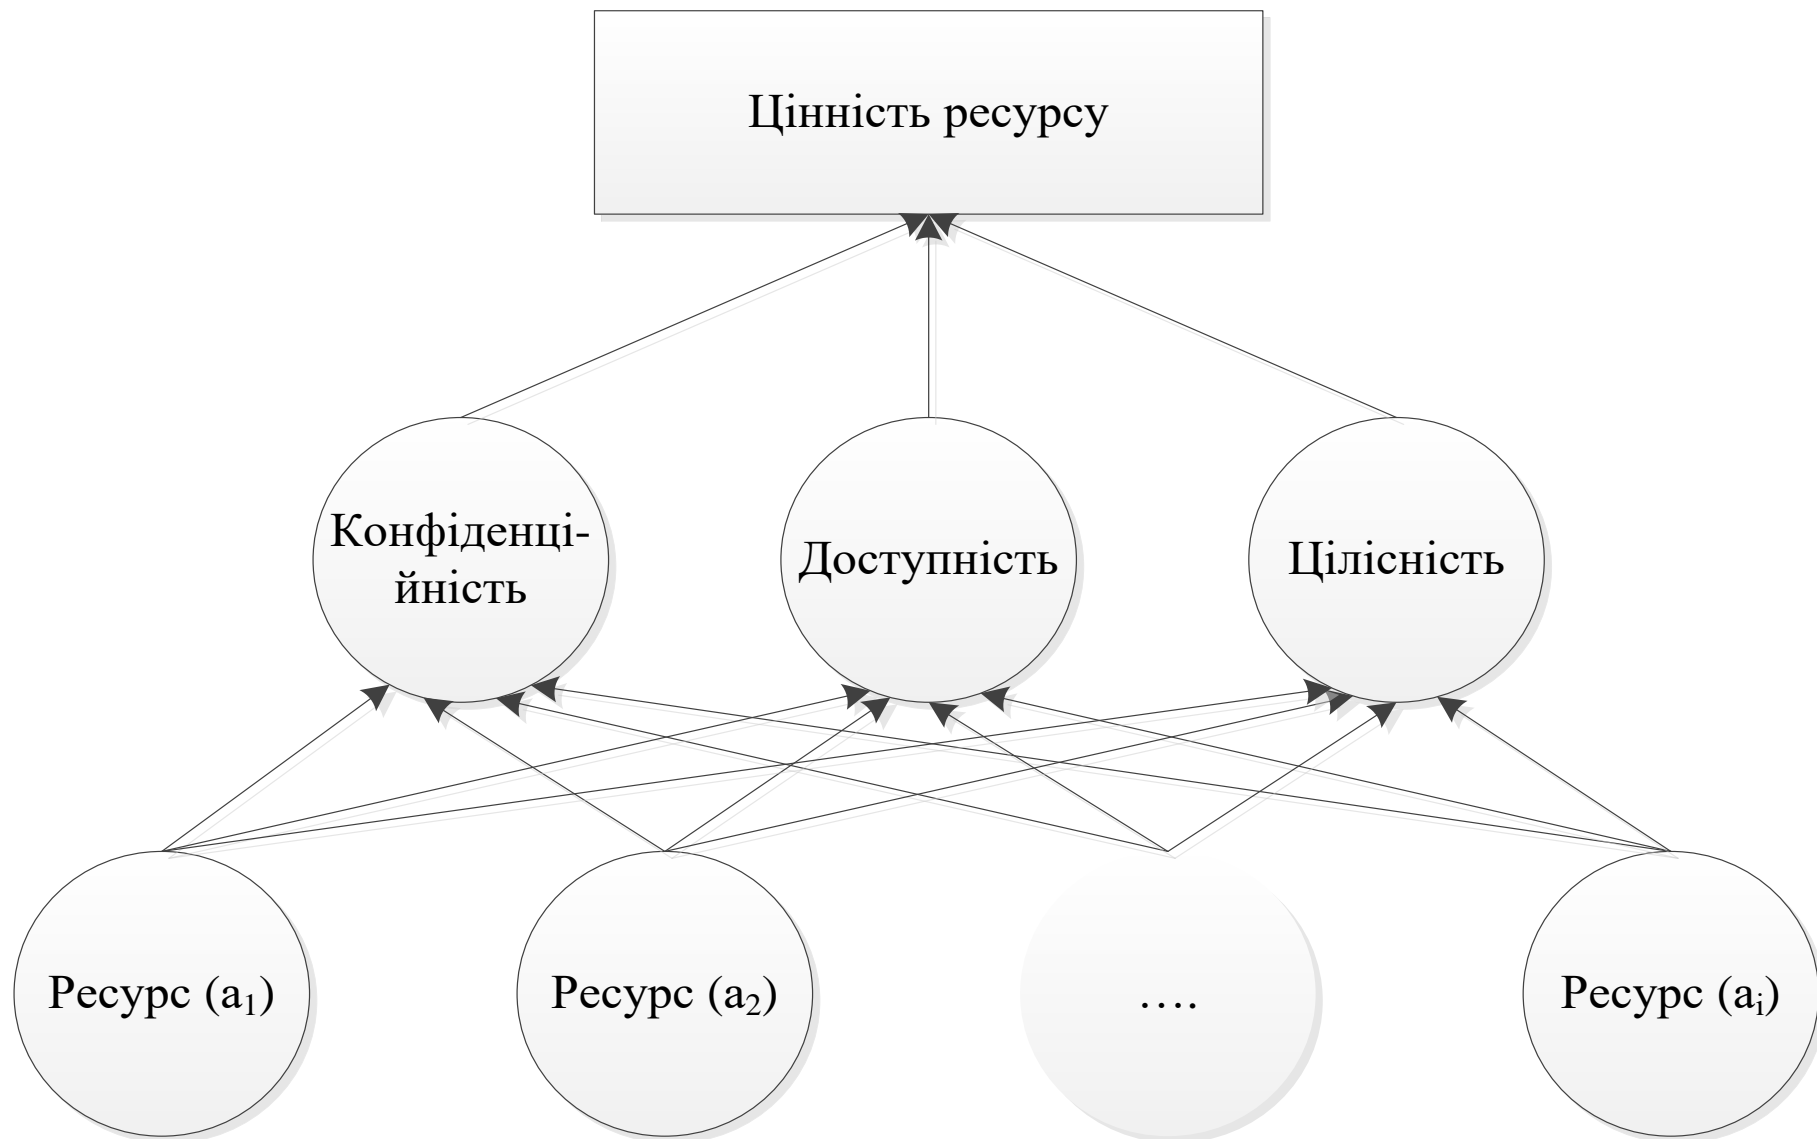 Цінність ресурсу
Конфіденці-
йність
Доступність
Цілісність
Ресурс (a₁)
Ресурс (a₂)
….
Ресурс (aᵢ)